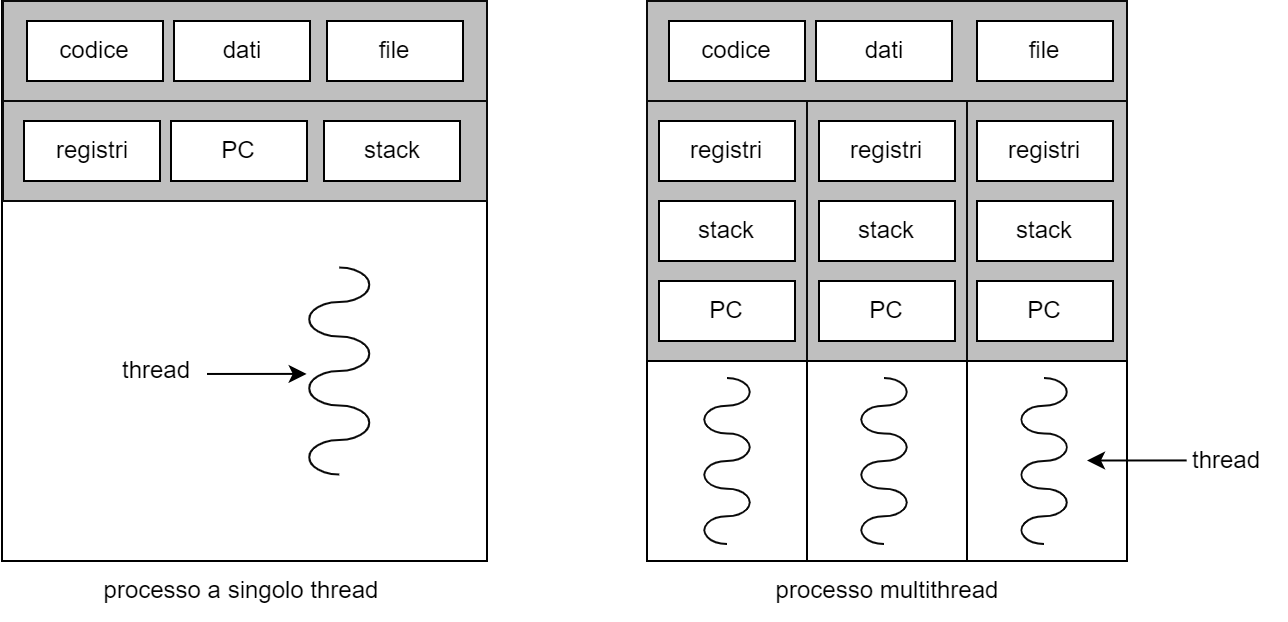 codice
dati
file
registri
PC
stack
thread
processo a singolo thread
codice
dati
file
registri
registri
registri
stack
stack
stack
PC
PC
PC
thread
processo multithread